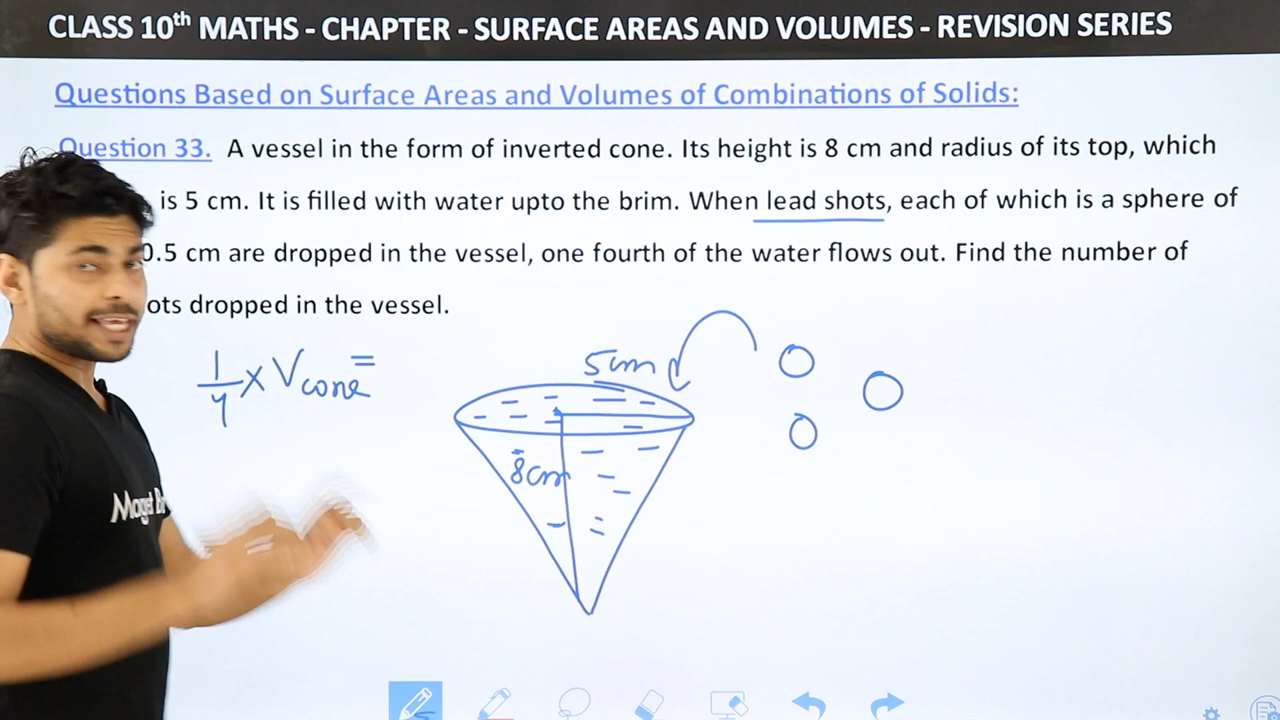 CLASS 10th MATHS - CHAPTER - SURFACE AREAS AND VOLUMES - REVISION SERIES
Questions Based on Surface Areas and Volumes of Combinations of Solids:
Question 33. A vessel in the form of inverted cone. Its height is 8 cm and radius of its top, which
is 5 cm. It is filled with water upto the brim. When lead shots, each of which is a sphere of
0.5 cm are dropped in the vessel, one fourth of the water flows out. Find the number of
ots dropped in the vessel.
1/4 x Vcone =
5cm
8cm